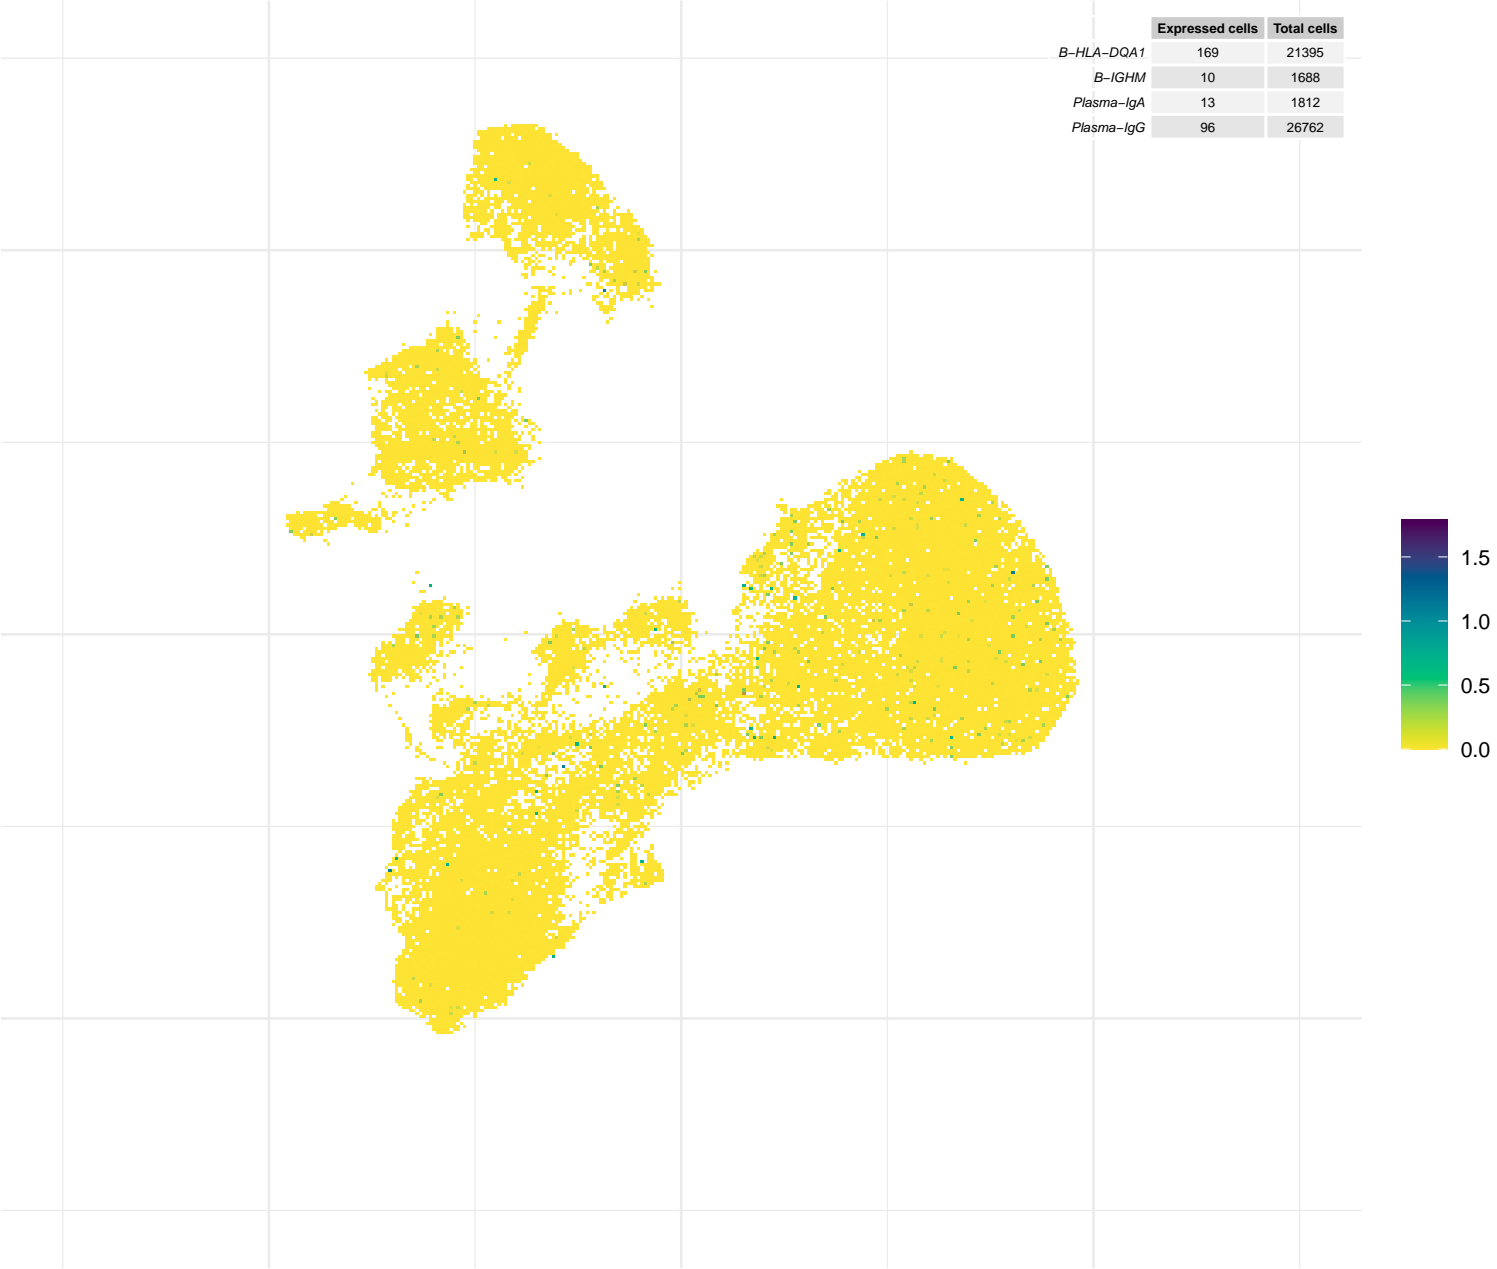 Expressed cells Total cells
B−HLA−DQA1 169 21395
B−IGHM 10 1688
Plasma−IgA 13 1812
Plasma−IgG 96 26762
1.5
1.0
0.5
0.0